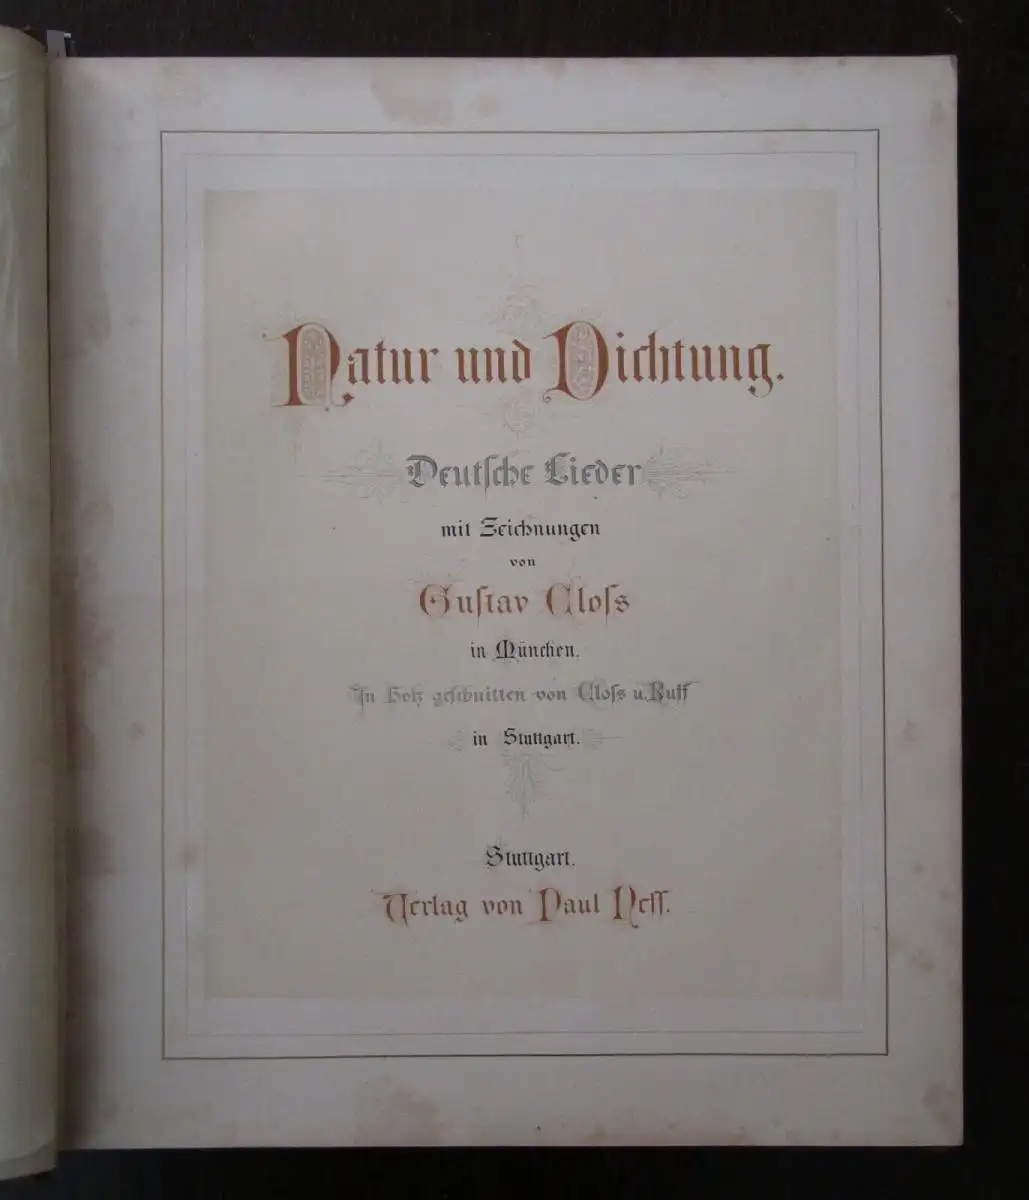 Natur und Dichtung.
Deutſche Lieder
mit Zeichnungen
von
Guſtav Cloſs
in München.
In Holz geſchnitten von Cloſs u. Ruff
in Stuttgart.
Stuttgart.
Verlag von Paul Neff.